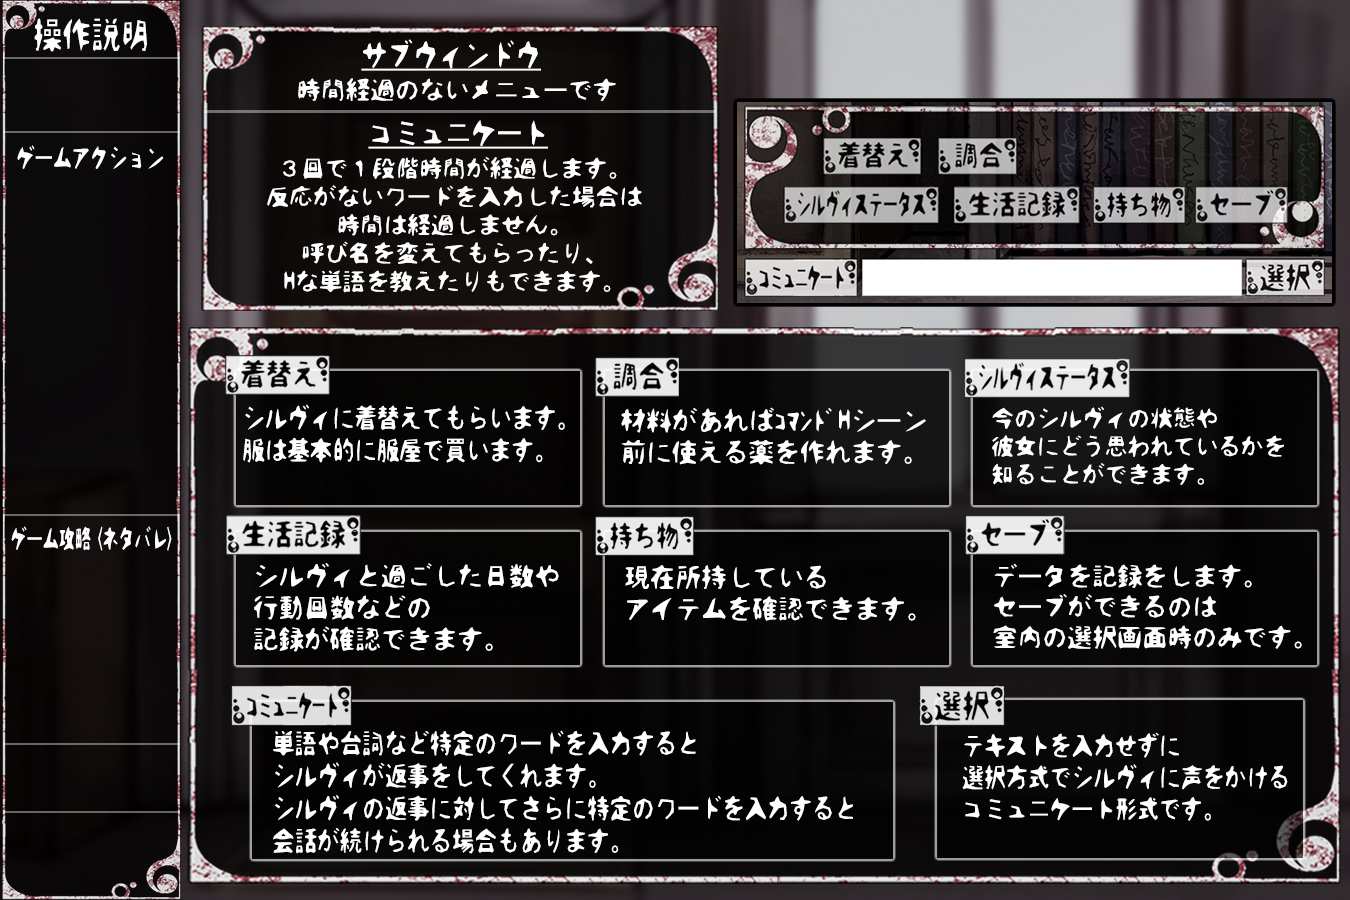 操作説明
ゲームアクション
ゲーム攻略(ネタバレ)
サブウィンドウ
時間経過のないメニューです
コミュニケート
3回で1段階時間が経過します。
反応がないワードを入力した場合は
時間は経過しません。
呼び名を変えてもらったり、
Hな単語を教えたりもできます。
着替え
調合
シルヴィステータス
生活記録
持ち物
セーブ
コミュニケート
選択
着替え
シルヴィに着替えてもらいます。
服は基本的に服屋で買います。
調合
材料があればコマンドHシーン
前に使える薬を作れます。
シルヴィステータス
今のシルヴィの状態や
彼女にどう思われているかを
知ることができます。
生活記録
シルヴィと過ごした日数や
行動回数などの
記録が確認できます。
持ち物
現在所持している
アイテムを確認できます。
セーブ
データを記録をします。
セーブができるのは
室内の選択画面時のみです。
コミュニケート
単語や台詞など特定のワードを入力すると
シルヴィが返事をしてくれます。
シルヴィの返事に対してさらに特定のワードを入力すると
会話が続けられる場合もあります。
選択
テキストを入力せずに
選択方式でシルヴィに声をかける
コミュニケート形式です。